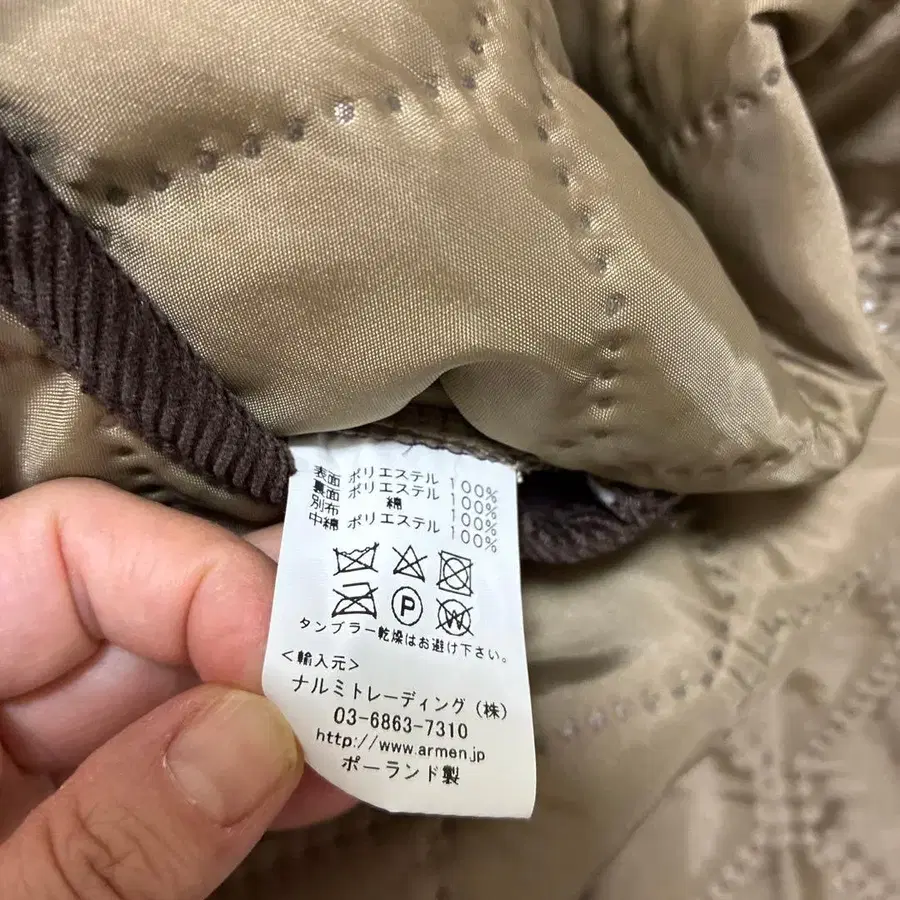 表面 ポリエステル 100%
裏面 ポリエステル 100%
別布 綿 100%
中綿 ポリエステル 100%
P W
タンブラー乾燥はお避け下さい。
<輸入元>
ナルミトレーディング(株)
03-6863-7310
http://www.armen.jp
ポーランド製